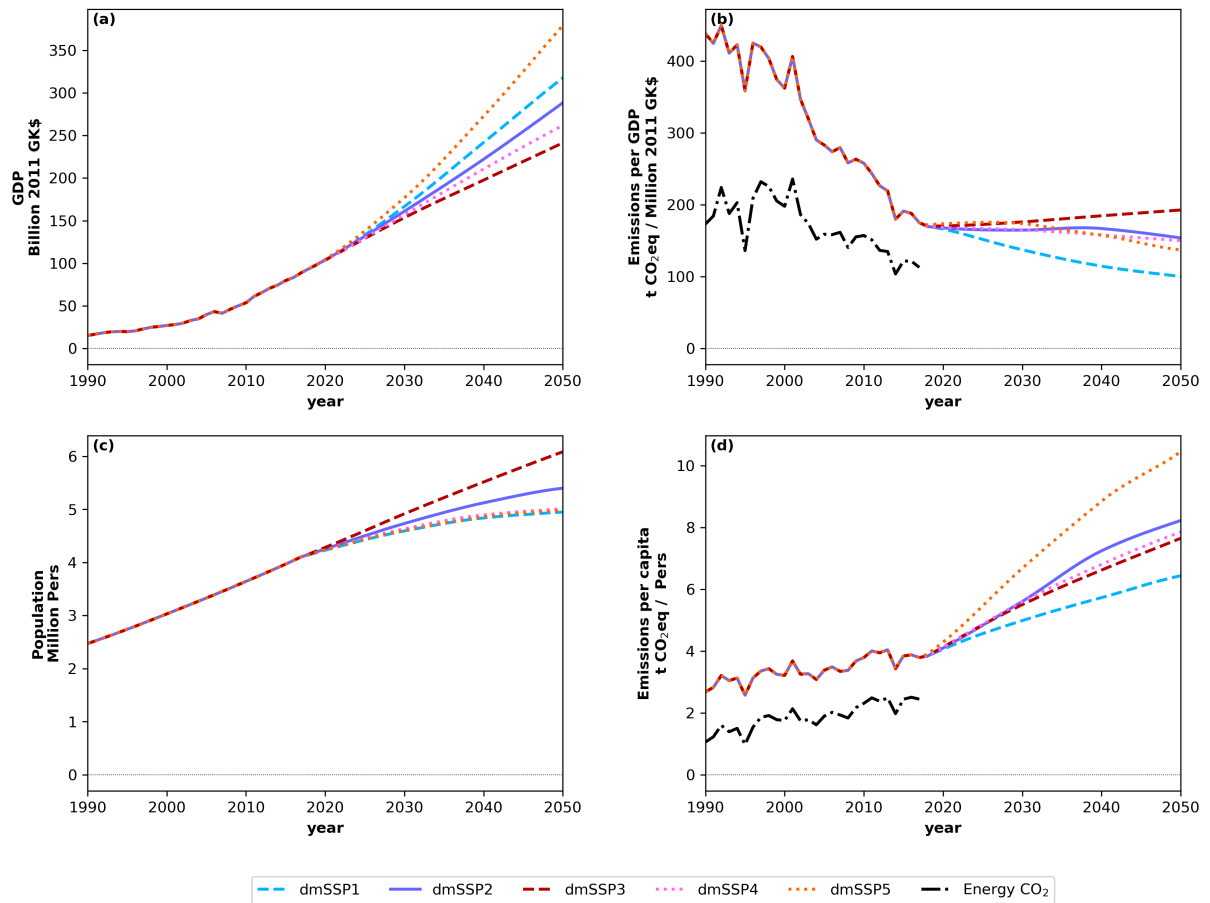 (a)
GDP
Billion 2011 GK$
350
300
250
200
150
100
50
0
1990 2000 2010 2020 2030 2040 2050
year
(b)
Emissions per GDP
t CO₂eq / Million 2011 GK$
400
300
200
100
0
1990 2000 2010 2020 2030 2040 2050
year
(c)
Population
Million Pers
6
5
4
3
2
1
0
1990 2000 2010 2020 2030 2040 2050
year
(d)
Emissions per capita
t CO₂eq / Pers
10
8
6
4
2
0
1990 2000 2010 2020 2030 2040 2050
year
dmSSP1 dmSSP2 dmSSP3 dmSSP4 dmSSP5 Energy CO₂